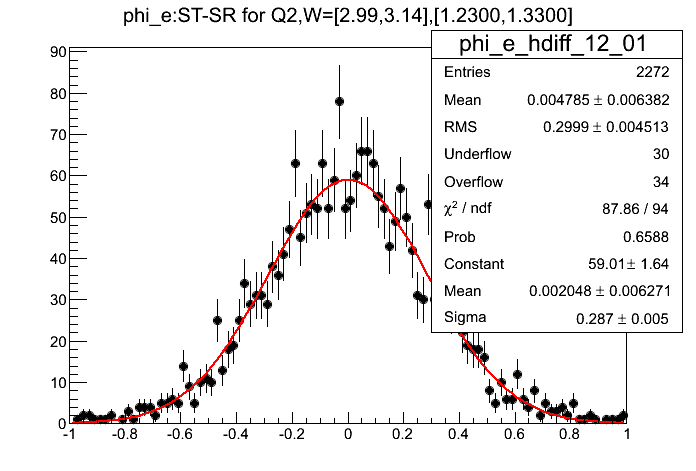 phi_e:ST-SR for Q2,W=[2.99,3.14],[1.2300,1.3300]
phi_e_hdiff_12_01
Entries 2272
Mean 0.004785 ± 0.006382
RMS 0.2999 ± 0.004513
Underflow 30
Overflow 34
χ² / ndf 87.86 / 94
Prob 0.6588
Constant 59.01± 1.64
Mean 0.002048 ± 0.006271
Sigma 0.287 ± 0.005
90
80
70
60
50
40
30
20
10
0
-1 -0.8 -0.6 -0.4 -0.2 0 0.2 0.4 0.6 0.8 1